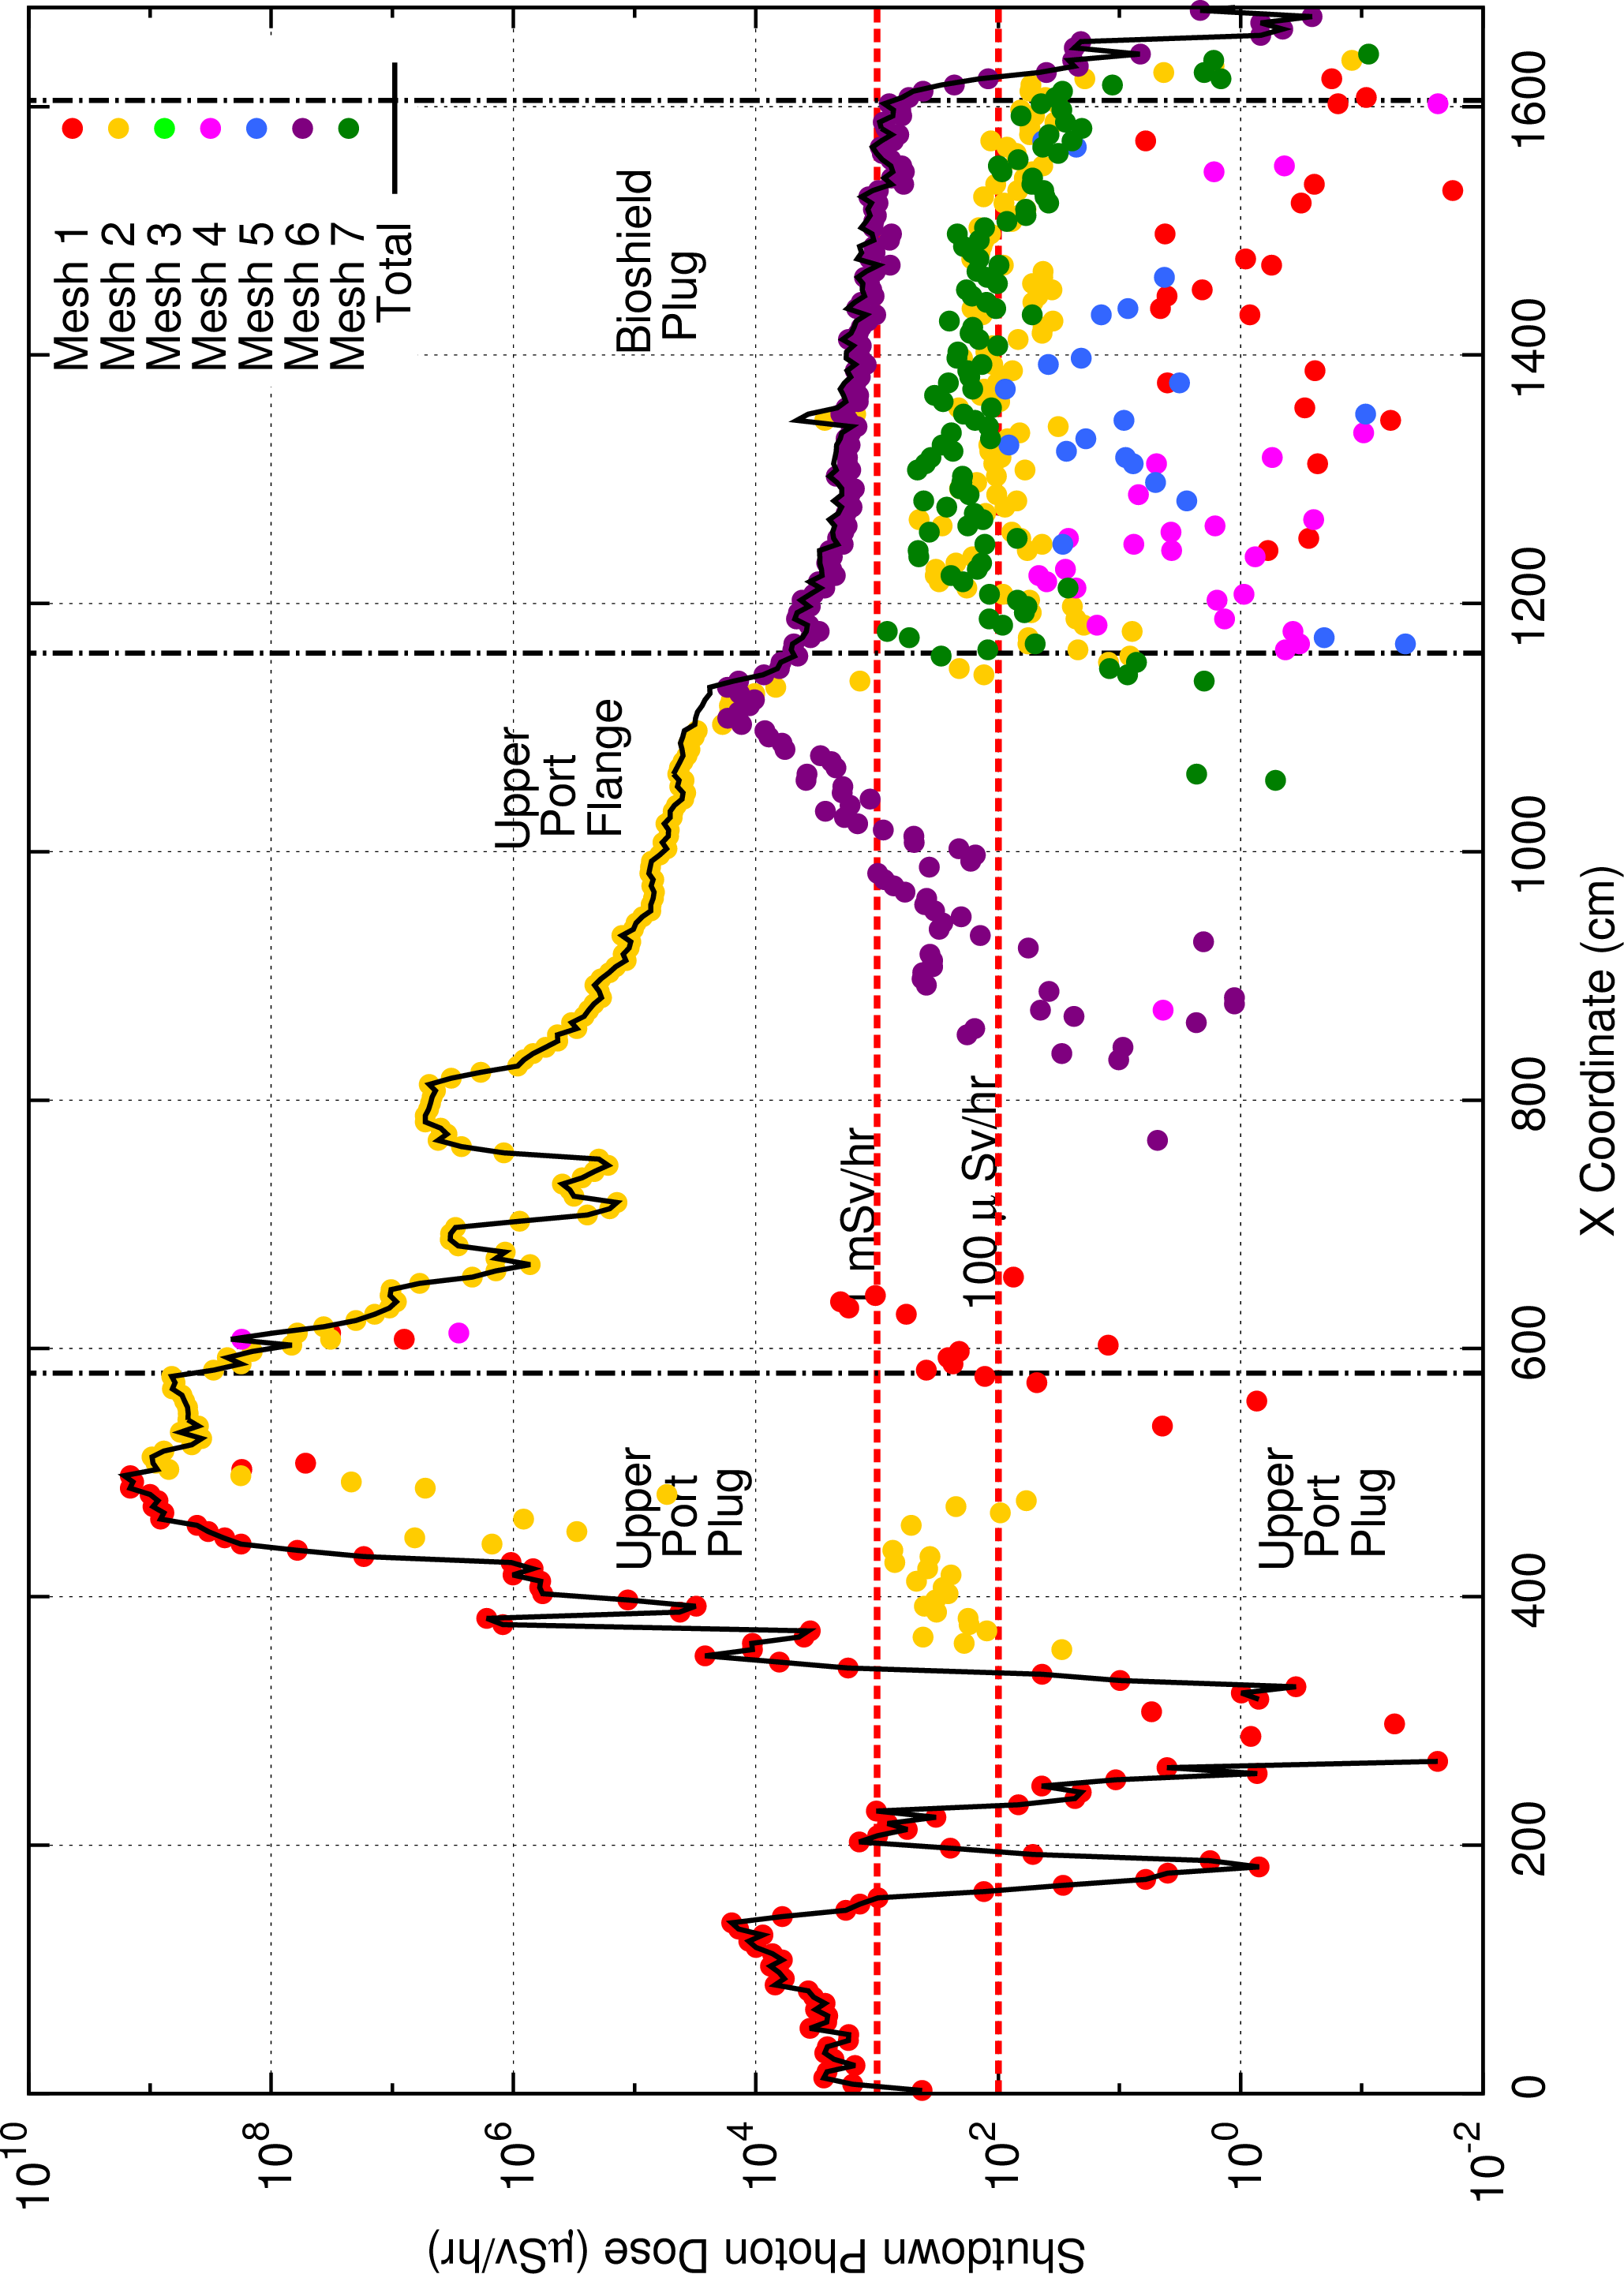 Mesh 1
Mesh 2
Mesh 3
Mesh 4
Mesh 5
Mesh 6
Mesh 7
Total
Bioshield
Plug
Upper
Port
Flange
Upper
Port
Plug
Upper
Port
Plug
1 mSv/hr
100 μ Sv/hr
10^10
10^8
10^6
10^4
10^2
10^0
10^-2
0
200
400
600
800
1000
1200
1400
1600
X Coordinate (cm)
Shutdown Photon Dose (μSv/hr)